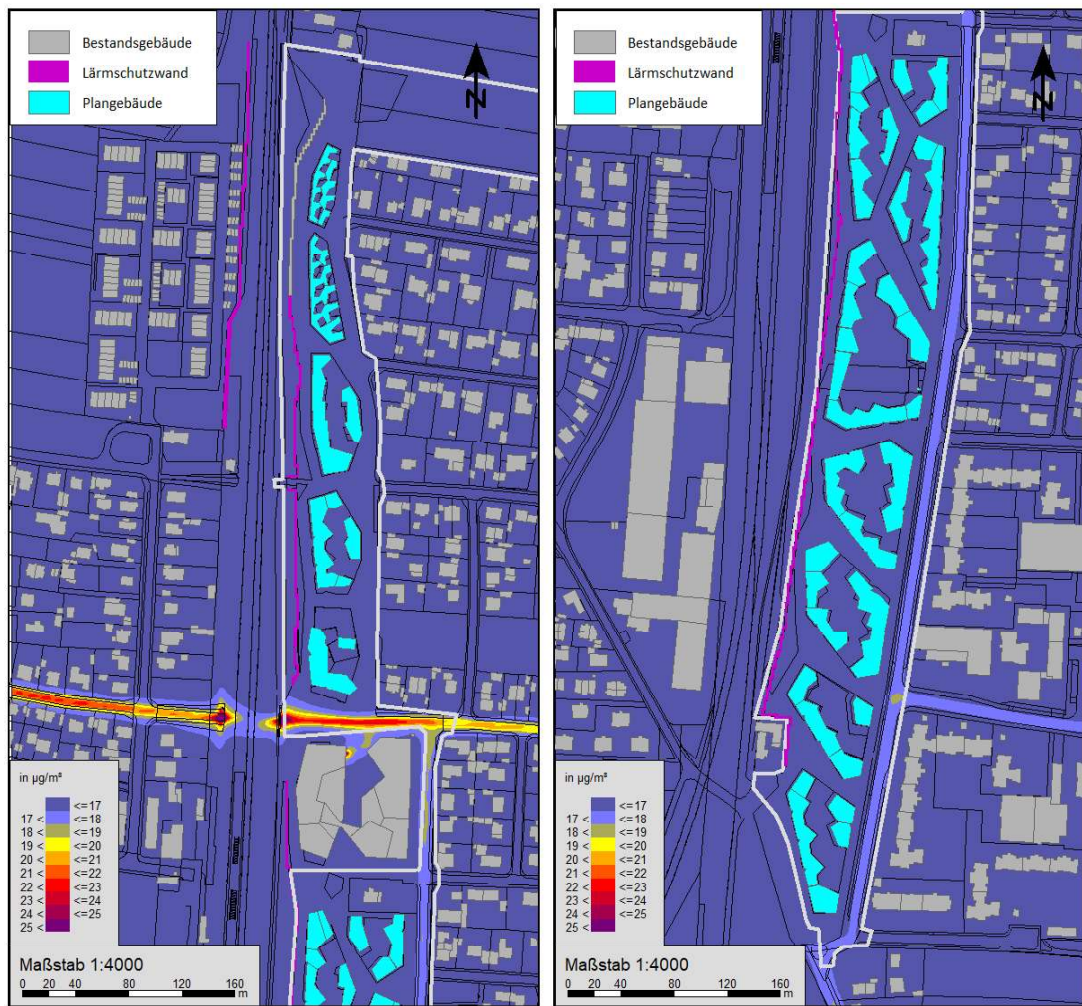 Bestandsgebäude
Lärmschutzwand
Plangebäude
N
in µg/m³
<=17
17 < <=18
18 < <=19
19 < <=20
20 < <=21
21 < <=22
22 < <=23
23 < <=24
24 < <=25
25 <
Maßstab 1:4000
0 20 40 60 80 120 160
m
Bestandsgebäude
Lärmschutzwand
Plangebäude
N
in µg/m³
<=17
17 < <=18
18 < <=19
19 < <=20
20 < <=21
21 < <=22
22 < <=23
23 < <=24
24 < <=25
25 <
Maßstab 1:4000
0 20 40 60 80 120 160
m